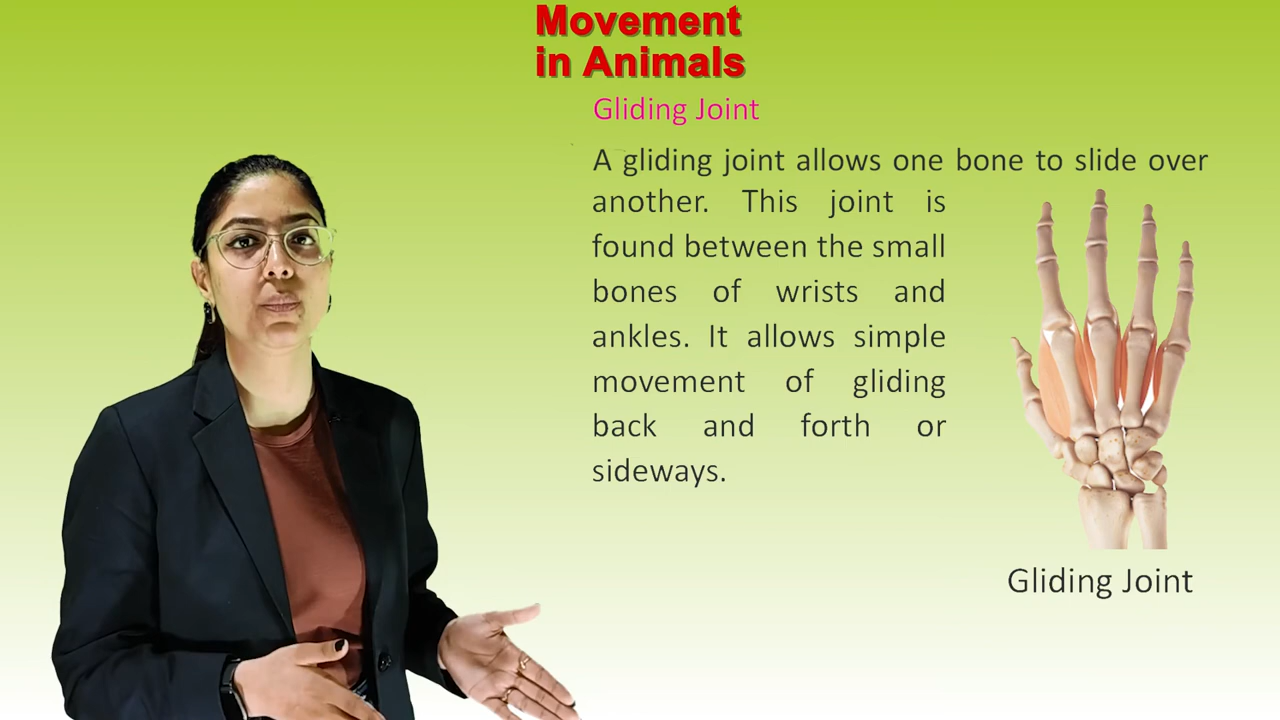 Movement
in Animals
Gliding Joint
A gliding joint allows one bone to slide over
another. This joint is
found between the small
bones of wrists and
ankles. It allows simple
movement of gliding
back and forth or
sideways.
Gliding Joint